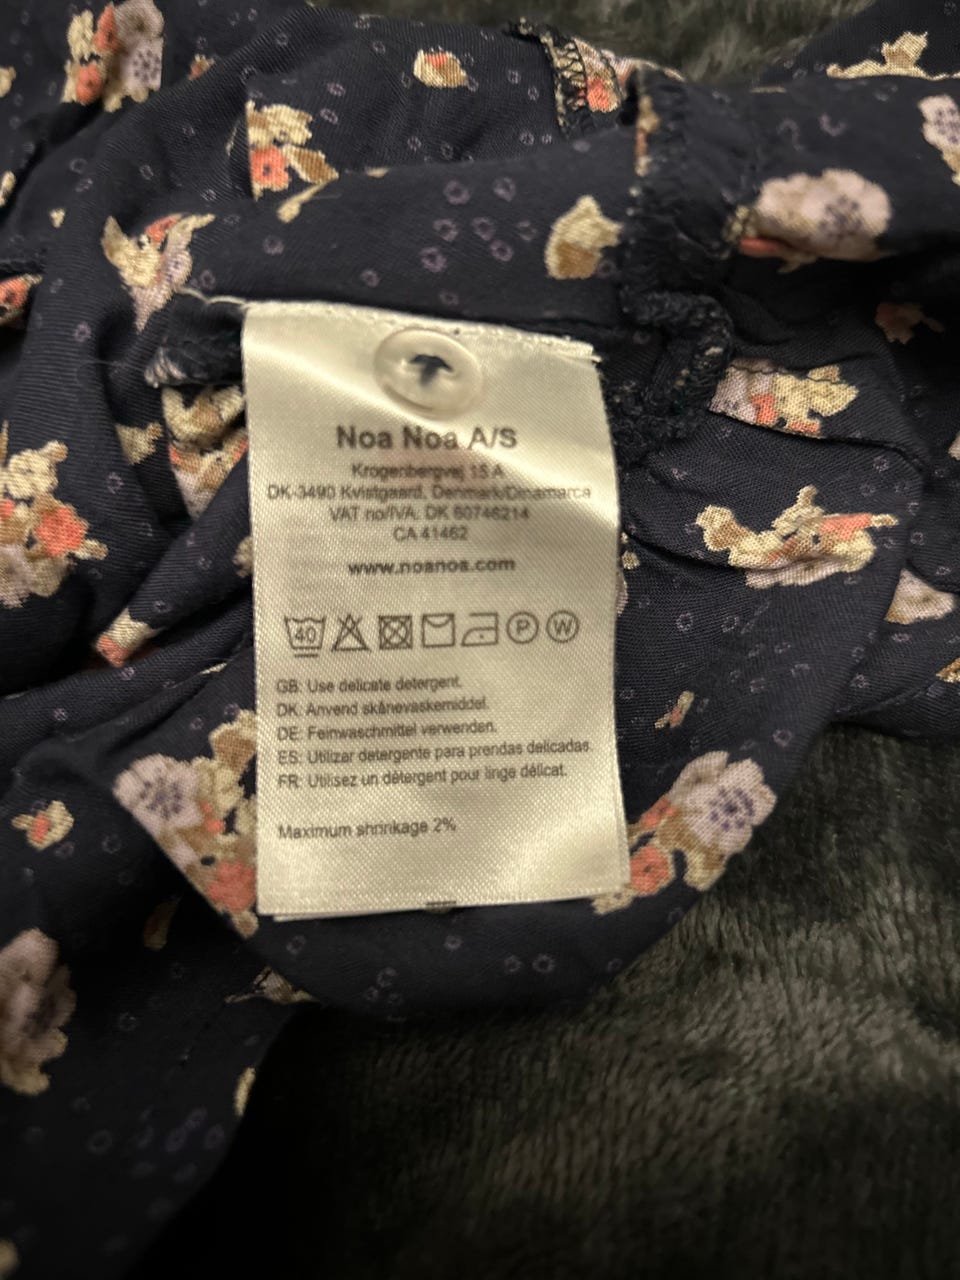 Noa Noa A/S
Krogenbergvej 15 A
DK-3490 Kvistgaard, Denmark/Dinamarca
VAT no/IVA. DK 60746214
CA 41462
www.noanoa.com
40 P W
GB: Use delicate detergent.
DK: Anvend skånevaskemiddel.
DE: Feinwaschmittel verwenden.
ES: Utilizar detergente para prendas delicadas.
FR: Utilisez un détergent pour linge délicat.
Maximum shrinkage 2%